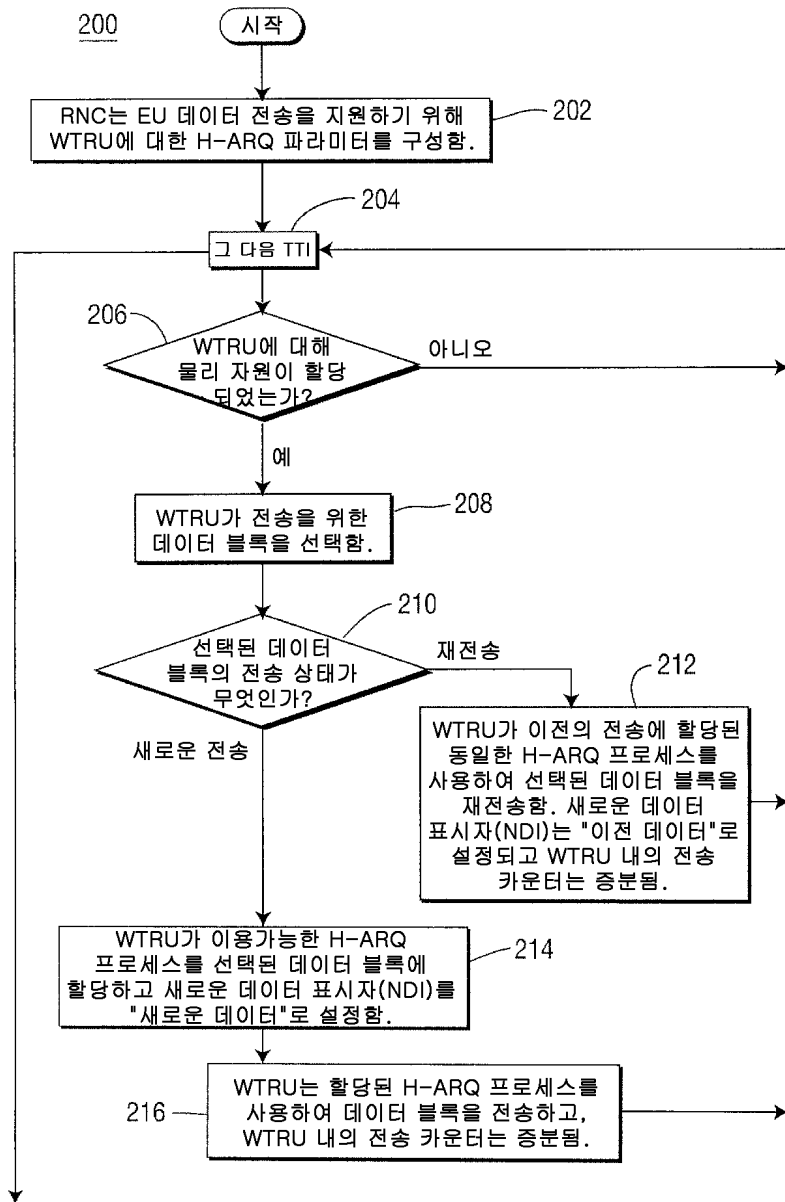 200
시작
RNC는 EU 데이터 전송을 지원하기 위해
WTRU에 대한 H-ARQ 파라미터를 구성함.
202
204
그 다음 TTI
206
WTRU에 대해
물리 자원이 할당
되었는가?
아니오
예
WTRU가 전송을 위한
데이터 블록을 선택함.
208
210
선택된 데이터
블록의 전송 상태가
무엇인가?
재전송
212
새로운 전송
WTRU가 이전의 전송에 할당된
동일한 H-ARQ 프로세스를
사용하여 선택된 데이터 블록을
재전송함. 새로운 데이터
표시자(NDI)는 "이전 데이터"로
설정되고 WTRU 내의 전송
카운터는 증분됨.
WTRU가 이용가능한 H-ARQ
프로세스를 선택된 데이터 블록에
할당하고 새로운 데이터 표시자(NDI)를
"새로운 데이터"로 설정함.
214
WTRU는 할당된 H-ARQ 프로세스를
사용하여 데이터 블록을 전송하고,
WTRU 내의 전송 카운터는 증분됨.
216